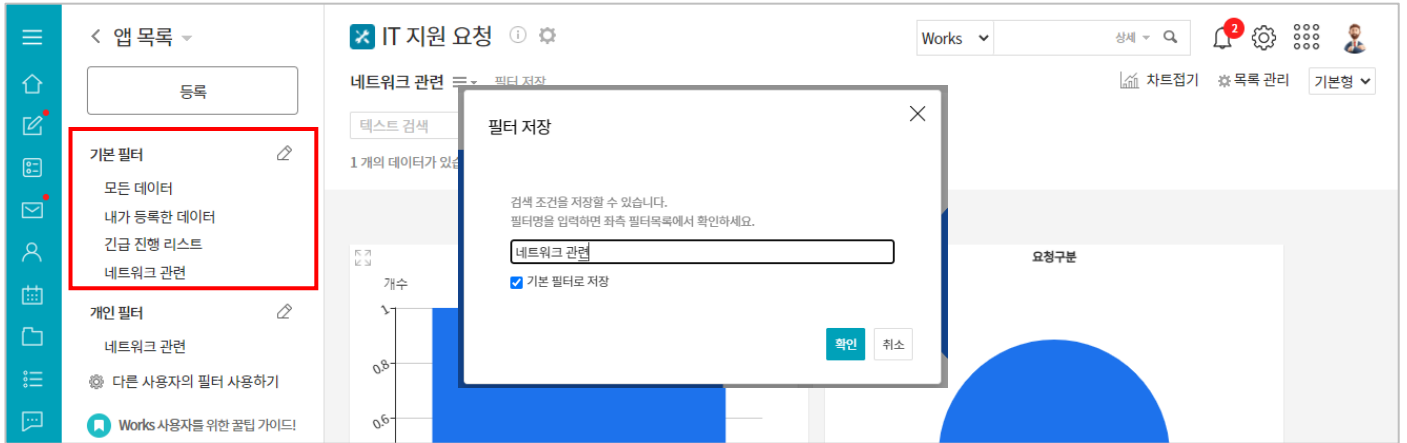 앱 목록
등록
기본 필터
모든 데이터
내가 등록한 데이터
긴급 진행 리스트
네트워크 관련
개인 필터
네트워크 관련
다른 사용자의 필터 사용하기
Works 사용자를 위한 꿀팁 가이드!
IT 지원 요청
Works
상세
2
네트워크 관련
필터 저장
차트접기
목록 관리
기본형
텍스트 검색
1 개의 데이터가 있습
필터 저장
검색 조건을 저장할 수 있습니다.
필터명을 입력하면 좌측 필터목록에서 확인하세요.
네트워크 관련
기본 필터로 저장
확인
취소
개수
1
0.8
0.6
요청구분